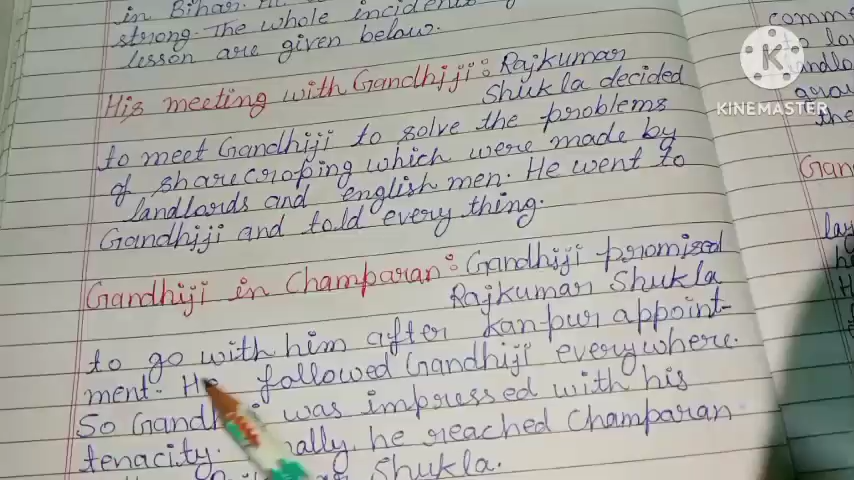 in Bihar.
strong. The whole incidents
lesson are given below.
His meeting with Gandhiji: Rajkumar
Shukla decided
to meet Gandhiji to solve the problems
of sharecroping which were made by
landlords and english men. He went to
Gandhiji and told every thing.
Gandhiji in Champaran: Gandhiji promised
Rajkumar Shukla
to go with him after Kanpur appoint-
ment. He followed Gandhiji everywhere.
So was impressed with his
tenacity. he reached Champaran
Shukla.
KINEMASTER
the